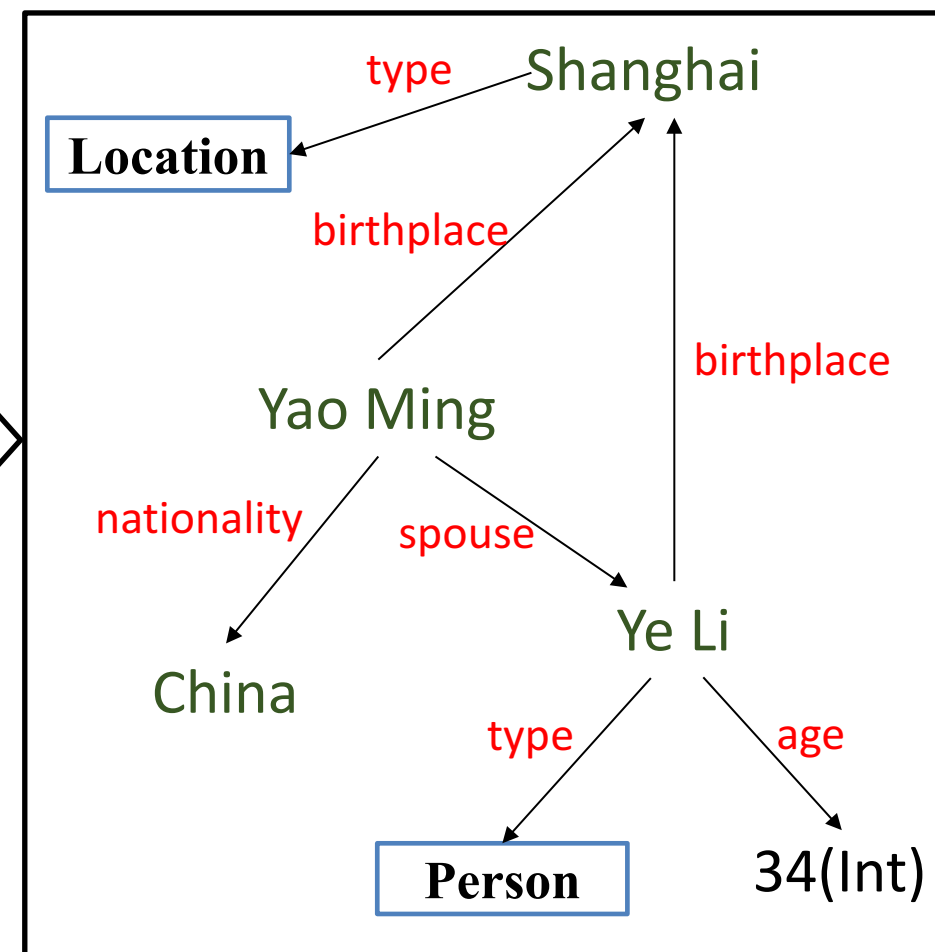 type
Shanghai
Location
birthplace
birthplace
Yao Ming
nationality
spouse
Ye Li
China
type
age
Person
34(Int)